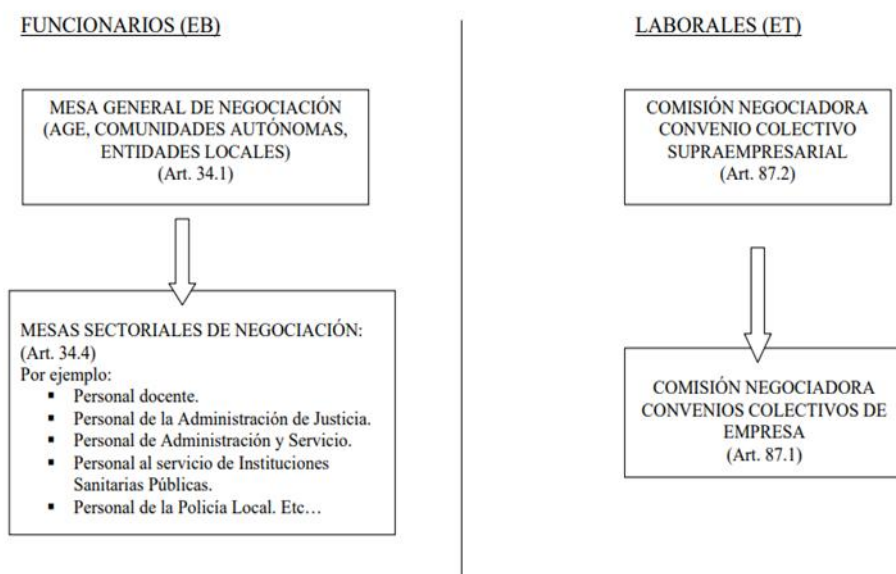 FUNCIONARIOS (EB)
MESA GENERAL DE NEGOCIACIÓN
(AGE, COMUNIDADES AUTÓNOMAS,
ENTIDADES LOCALES)
(Art. 34.1)
MESAS SECTORIALES DE NEGOCIACIÓN:
(Art. 34.4)
Por ejemplo:
▪ Personal docente.
▪ Personal de la Administración de Justicia.
▪ Personal de Administración y Servicio.
▪ Personal al servicio de Instituciones
Sanitarias Públicas.
▪ Personal de la Policía Local. Etc…
LABORALES (ET)
COMISIÓN NEGOCIADORA
CONVENIO COLECTIVO
SUPRAEMPRESARIAL
(Art. 87.2)
COMISIÓN NEGOCIADORA
CONVENIOS COLECTIVOS DE
EMPRESA
(Art. 87.1)